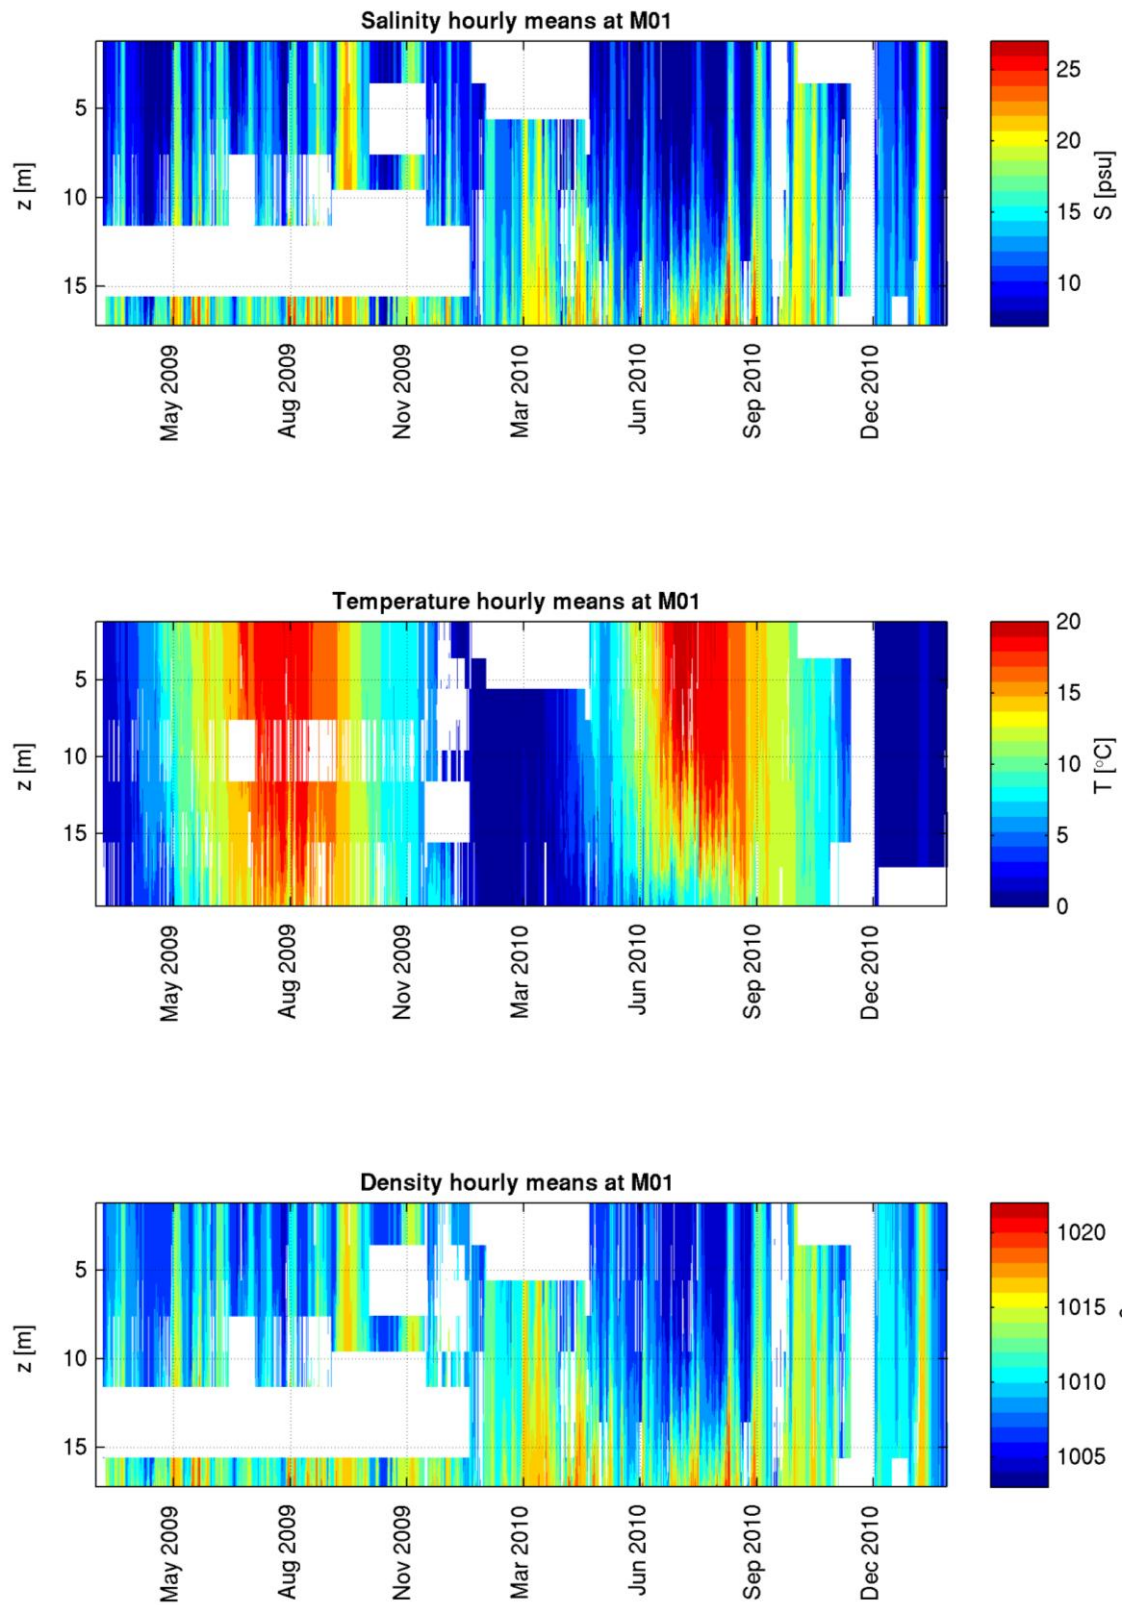 Salinity hourly means at M01
z [m]
5
10
15
May 2009
Aug 2009
Nov 2009
Mar 2010
Jun 2010
Sep 2010
Dec 2010
25
20
15
10
S [psu]
Temperature hourly means at M01
z [m]
5
10
15
May 2009
Aug 2009
Nov 2009
Mar 2010
Jun 2010
Sep 2010
Dec 2010
20
15
10
5
0
T [°C]
Density hourly means at M01
z [m]
5
10
15
May 2009
Aug 2009
Nov 2009
Mar 2010
Jun 2010
Sep 2010
Dec 2010
1020
1015
1010
1005